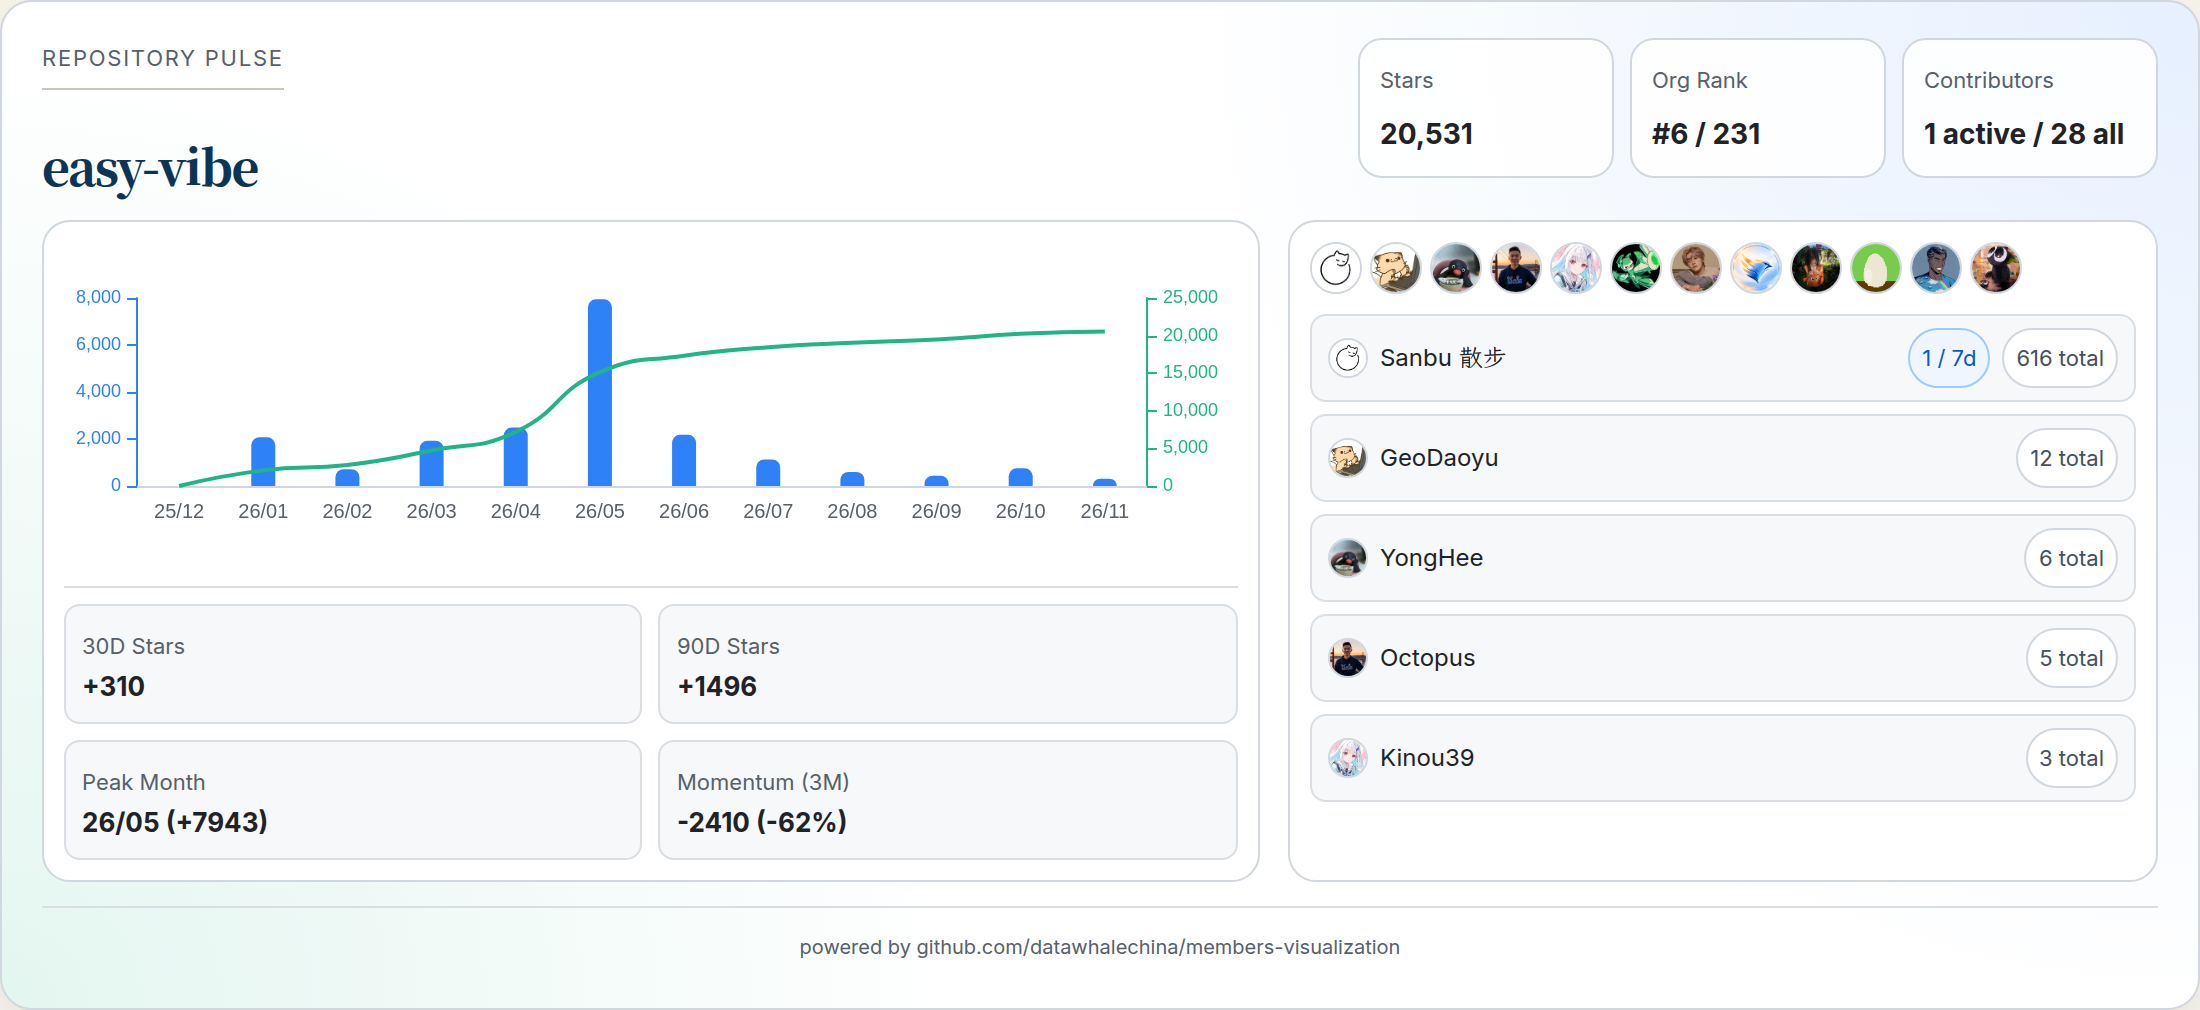 REPOSITORY PULSE
easy-vibe
Stars
20,531
Org Rank
#6 / 231
Contributors
1 active / 28 all
8,000
6,000
4,000
2,000
0
25,000
20,000
15,000
10,000
5,000
0
25/12 26/01 26/02 26/03 26/04 26/05 26/06 26/07 26/08 26/09 26/10 26/11
30D Stars
+310
90D Stars
+1496
Peak Month
26/05 (+7943)
Momentum (3M)
-2410 (-62%)
Sanbu 散步 1 / 7d 616 total
GeoDaoyu 12 total
YongHee 6 total
Octopus 5 total
Kinou39 3 total
powered by github.com/datawhalechina/members-visualization